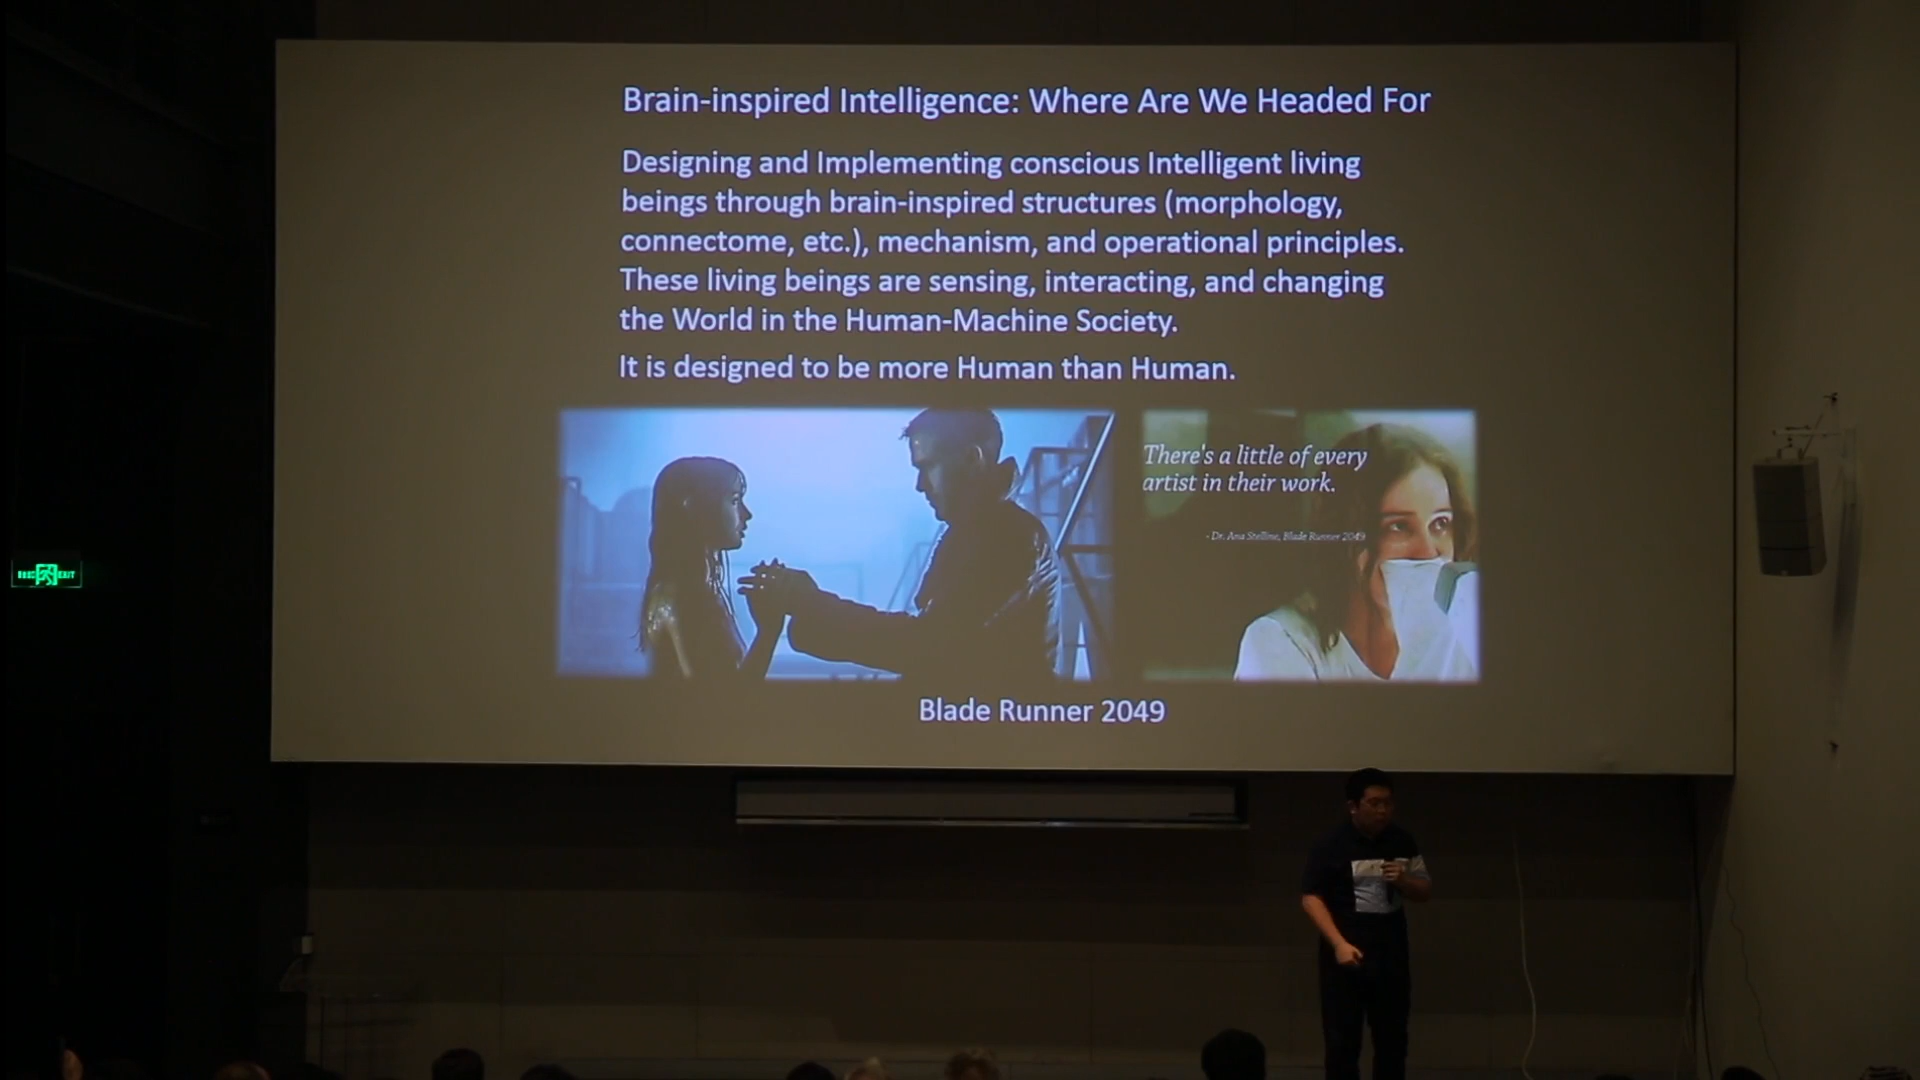 Brain-inspired Intelligence: Where Are We Headed For
Designing and Implementing conscious Intelligent living
beings through brain-inspired structures (morphology,
connectome, etc.), mechanism, and operational principles.
These living beings are sensing, interacting, and changing
the World in the Human-Machine Society.
It is designed to be more Human than Human.
There's a little of every
artist in their work.
- Dr. Ana Stelline, Blade Runner 2049
Blade Runner 2049
EXIT